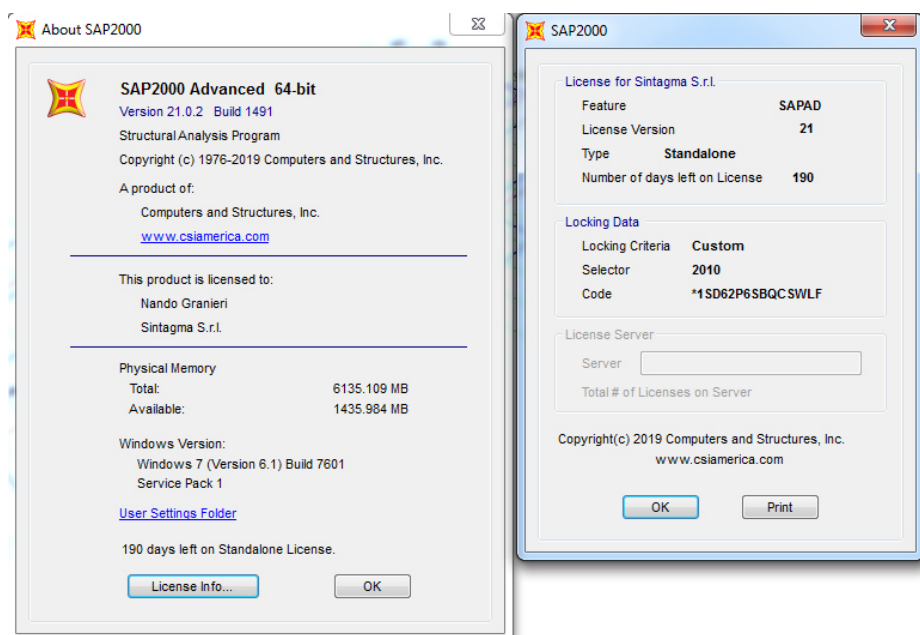 About SAP2000
SAP2000 Advanced 64-bit
Version 21.0.2 Build 1491
Structural Analysis Program
Copyright (c) 1976-2019 Computers and Structures, Inc.
A product of:
Computers and Structures, Inc.
www.csiamerica.com
This product is licensed to:
Nando Granieri
Sintagma S.r.l.
Physical Memory
Total: 6135.109 MB
Available: 1435.984 MB
Windows Version:
Windows 7 (Version 6.1) Build 7601
Service Pack 1
User Settings Folder
190 days left on Standalone License.
License Info... OK
SAP2000
License for Sintagma S.r.l.
Feature SAPAD
License Version 21
Type Standalone
Number of days left on License 190
Locking Data
Locking Criteria Custom
Selector 2010
Code *1SD62P6SBQCSWLF
License Server
Server
Total # of Licenses on Server
Copyright(c) 2019 Computers and Structures, Inc.
www.csiamerica.com
OK Print